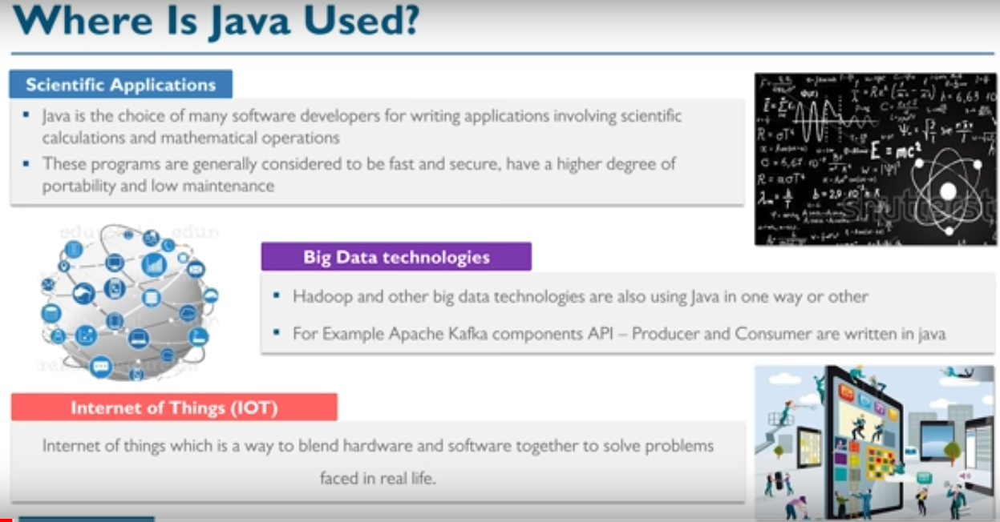 Where Is Java Used?
Scientific Applications
▪ Java is the choice of many software developers for writing applications involving scientific
calculations and mathematical operations
▪ These programs are generally considered to be fast and secure, have a higher degree of
portability and low maintenance
E = mc²
shutterst
Big Data technologies
▪ Hadoop and other big data technologies are also using Java in one way or other
▪ For Example Apache Kafka components API – Producer and Consumer are written in java
Internet of Things (IOT)
Internet of things which is a way to blend hardware and software together to solve problems
faced in real life.